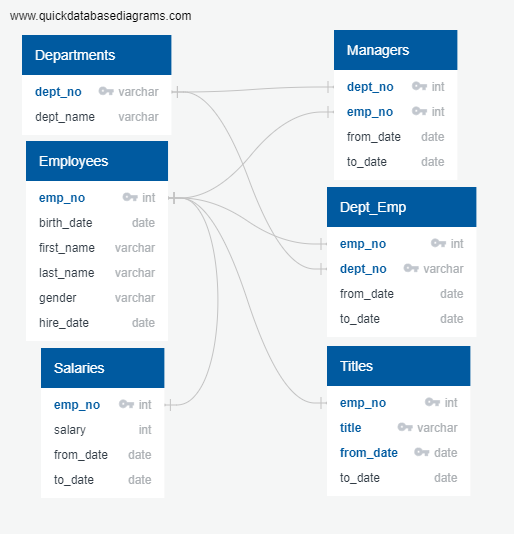 www.quickdatabasediagrams.com
Departments
dept_no varchar
dept_name varchar
Employees
emp_no int
birth_date date
first_name varchar
last_name varchar
gender varchar
hire_date date
Salaries
emp_no int
salary int
from_date date
to_date date
Managers
dept_no int
emp_no int
from_date date
to_date date
Dept_Emp
emp_no int
dept_no varchar
from_date date
to_date date
Titles
emp_no int
title varchar
from_date date
to_date date